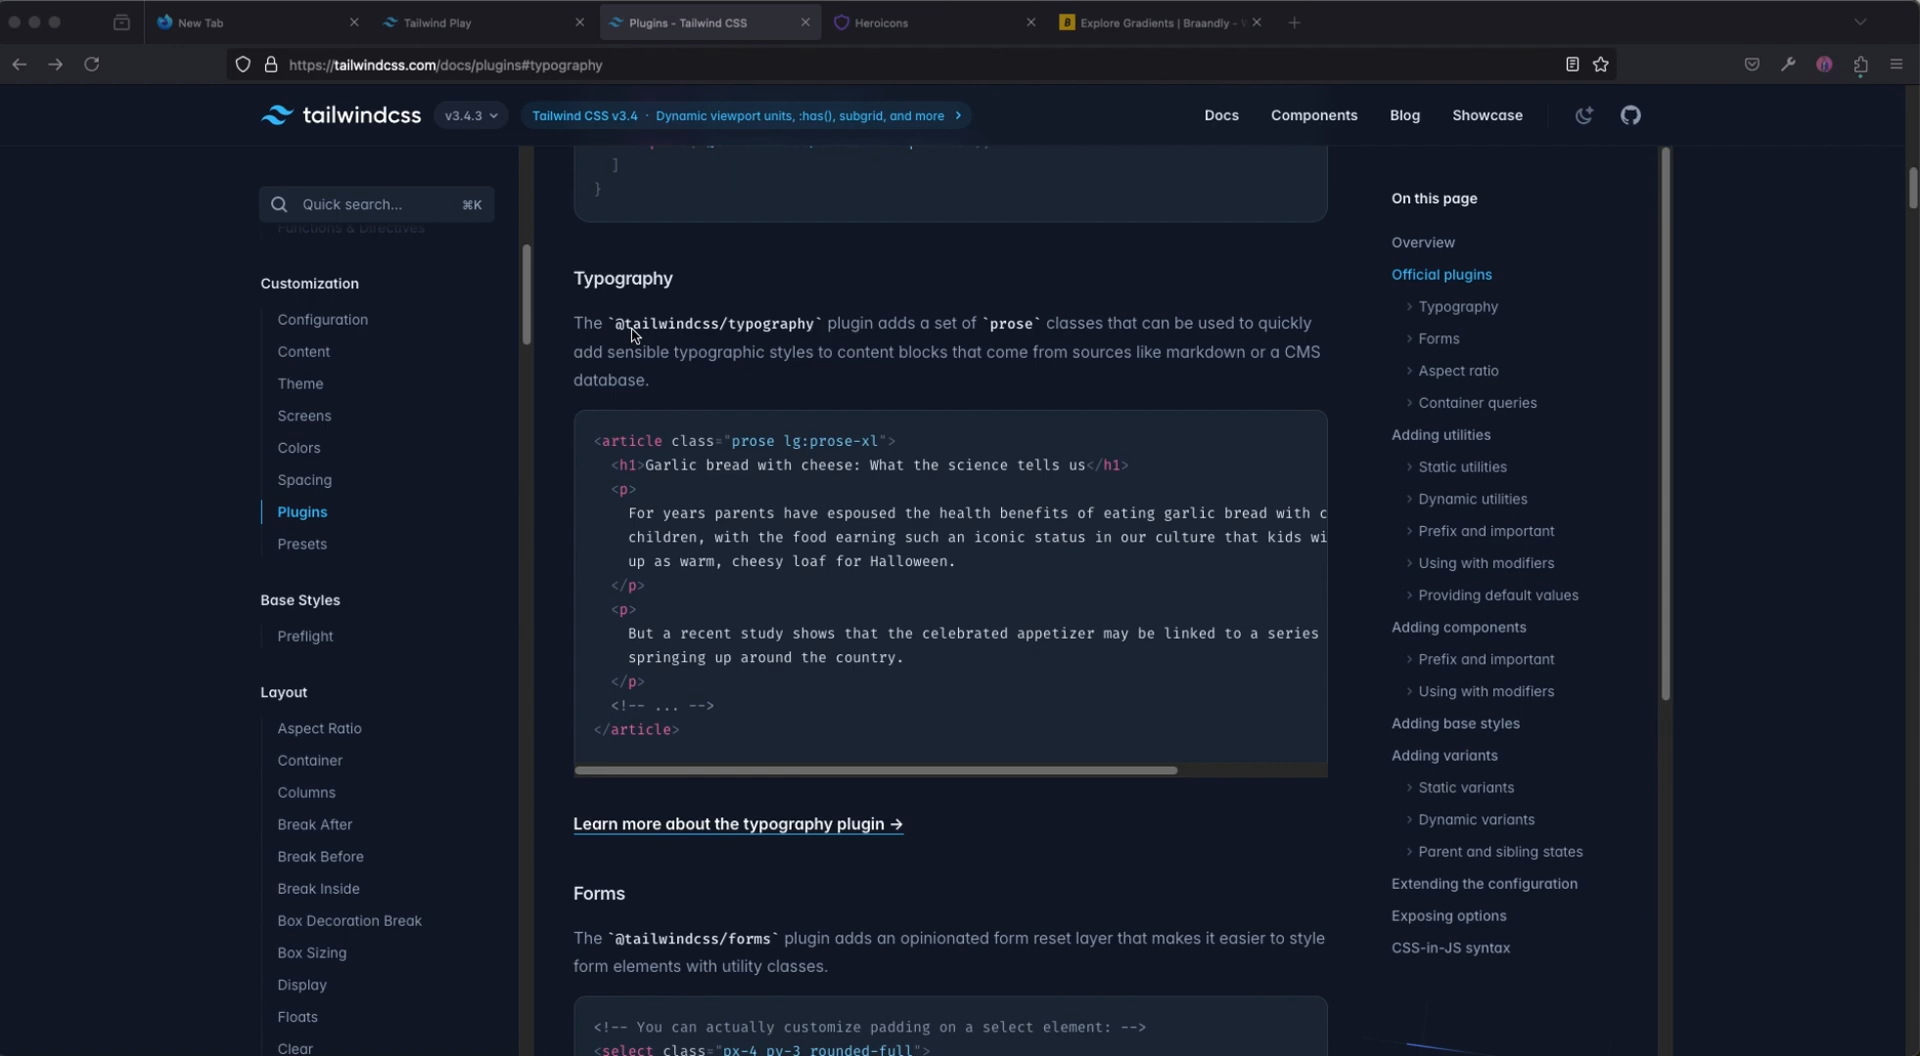 New Tab
Tailwind Play
Plugins - Tailwind CSS
Heroicons
Explore Gradients | Braandly -
https://tailwindcss.com/docs/plugins#typography
tailwindcss
v3.4.3
Tailwind CSS v3.4 · Dynamic viewport units, :has(), subgrid, and more
Docs
Components
Blog
Showcase
Quick search...
⌘K
Functions & Directives
Customization
Configuration
Content
Theme
Screens
Colors
Spacing
Plugins
Presets
Base Styles
Preflight
Layout
Aspect Ratio
Container
Columns
Break After
Break Before
Break Inside
Box Decoration Break
Box Sizing
Display
Floats
Clear
]
}
Typography
The `@tailwindcss/typography` plugin adds a set of `prose` classes that can be used to quickly
add sensible typographic styles to content blocks that come from sources like markdown or a CMS
database.
<article class="prose lg:prose-xl">
<h1>Garlic bread with cheese: What the science tells us</h1>
<p>
For years parents have espoused the health benefits of eating garlic bread with c
children, with the food earning such an iconic status in our culture that kids wi
up as warm, cheesy loaf for Halloween.
</p>
<p>
But a recent study shows that the celebrated appetizer may be linked to a series
springing up around the country.
</p>
<!-- ... -->
</article>
Learn more about the typography plugin →
Forms
The `@tailwindcss/forms` plugin adds an opinionated form reset layer that makes it easier to style
form elements with utility classes.
<!-- You can actually customize padding on a select element: -->
<select class="px-4 py-3 rounded-full">
On this page
Overview
Official plugins
Typography
Forms
Aspect ratio
Container queries
Adding utilities
Static utilities
Dynamic utilities
Prefix and important
Using with modifiers
Providing default values
Adding components
Prefix and important
Using with modifiers
Adding base styles
Adding variants
Static variants
Dynamic variants
Parent and sibling states
Extending the configuration
Exposing options
CSS-in-JS syntax